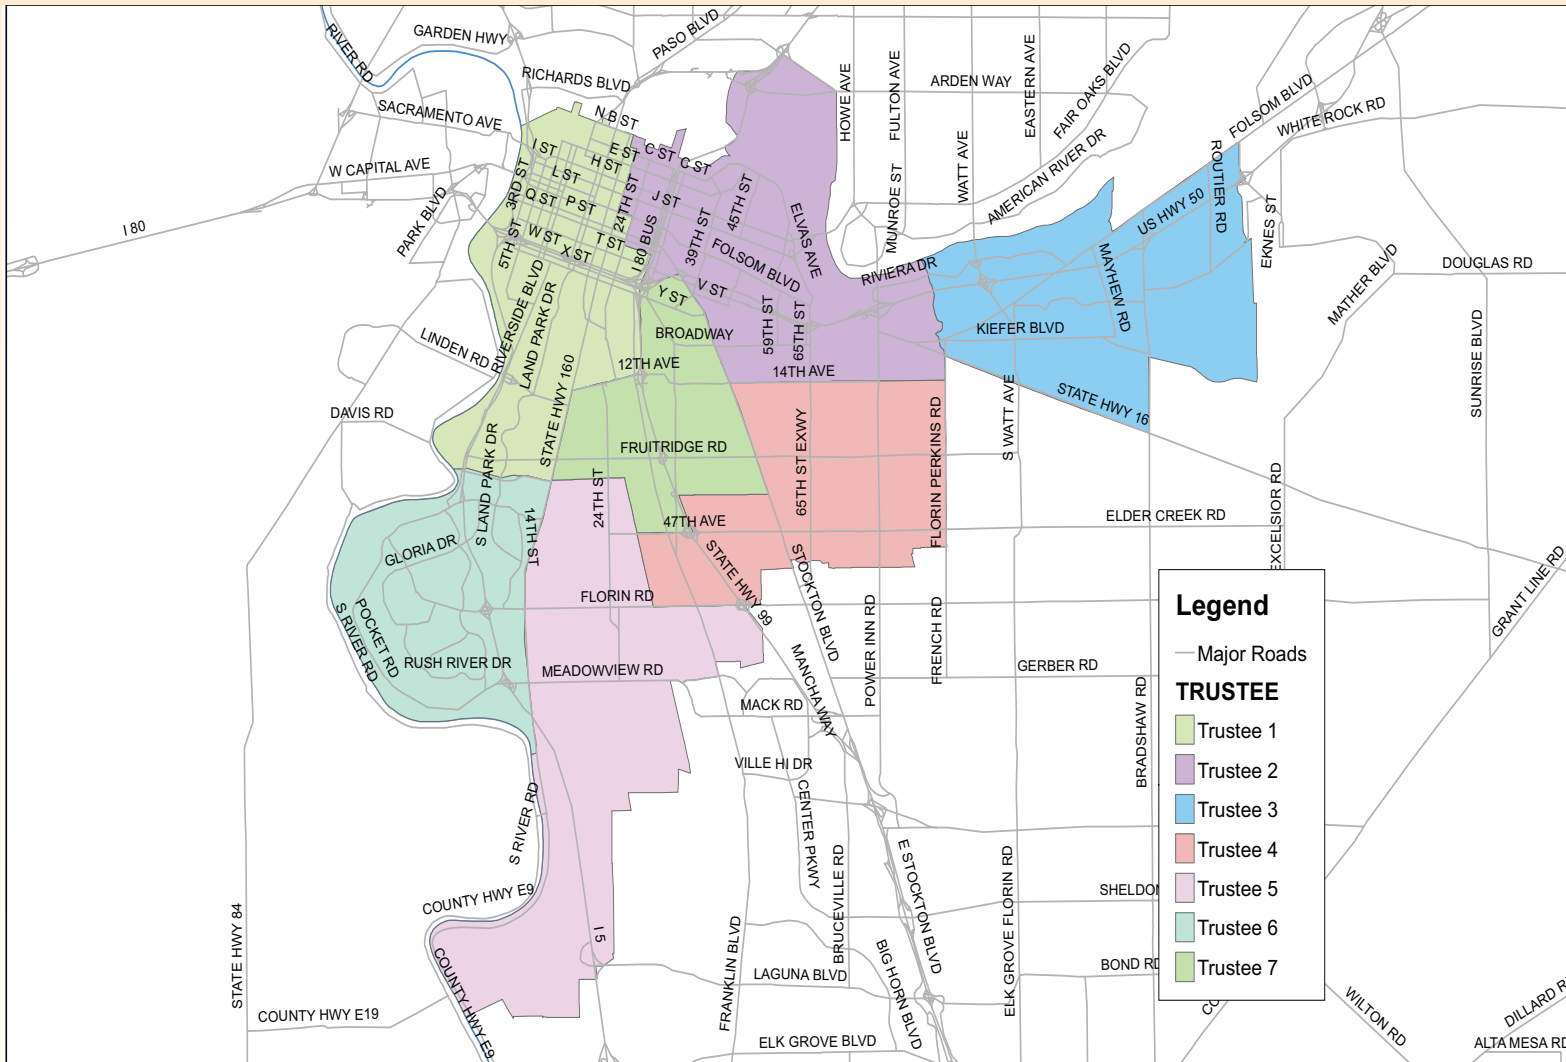 RIVER RD
GARDEN HWY
PASO BLVD
RICHARDS BLVD
HOWE AVE
FULTON AVE
ARDEN WAY
EASTERN AVE
FAIR OAKS BLVD
FOLSOM BLVD
WHITE ROCK RD
SACRAMENTO AVE
N B ST
I ST
E ST
C ST
C ST
H ST
WATT AVE
AMERICAN RIVER DR
ROUTIER RD
W CAPITAL AVE
L ST
3RD ST
Q ST
P ST
24TH ST
J ST
45TH ST
MUNROE ST
US HWY 50
EKNES ST
I 80
PARK BLVD
5TH ST
W ST
X ST
T ST
I 80 BUS
39TH ST
FOLSOM BLVD
ELVAS AVE
RIVIERA DR
MAYHEW RD
MATHER BLVD
DOUGLAS RD
Y ST
V ST
RIVERSIDE BLVD
LAND PARK DR
LINDEN RD
BROADWAY
59TH ST
65TH ST
KIEFER BLVD
SUNRISE BLVD
STATE HWY 160
12TH AVE
14TH AVE
DAVIS RD
S WATT AVE
STATE HWY 16
FRUITRIDGE RD
65TH ST EXWY
FLORIN PERKINS RD
S LAND PARK DR
24TH ST
EXCELSIOR RD
14TH ST
47TH AVE
ELDER CREEK RD
GLORIA DR
STATE HWY 99
STOCKTON BLVD
GRANT LINE RD
FLORIN RD
POCKET RD
S RIVER RD
POWER INN RD
FRENCH RD
RUSH RIVER DR
MEADOWVIEW RD
MANCHA WAY
GERBER RD
BRADSHAW RD
MACK RD
VILLE HI DR
CENTER PKWY
S RIVER RD
BRUCEVILLE RD
E STOCKTON BLVD
ELK GROVE FLORIN RD
SHELDON
COUNTY HWY E9
STATE HWY 84
I 5
FRANKLIN BLVD
BIG HORN BLVD
LAGUNA BLVD
BOND RD
COUNTY HWY E9
COUNTY HWY E19
ELK GROVE BLVD
CO
WILTON RD
DILLARD R
ALTA MESA RD
Legend
Major Roads
TRUSTEE
Trustee 1
Trustee 2
Trustee 3
Trustee 4
Trustee 5
Trustee 6
Trustee 7